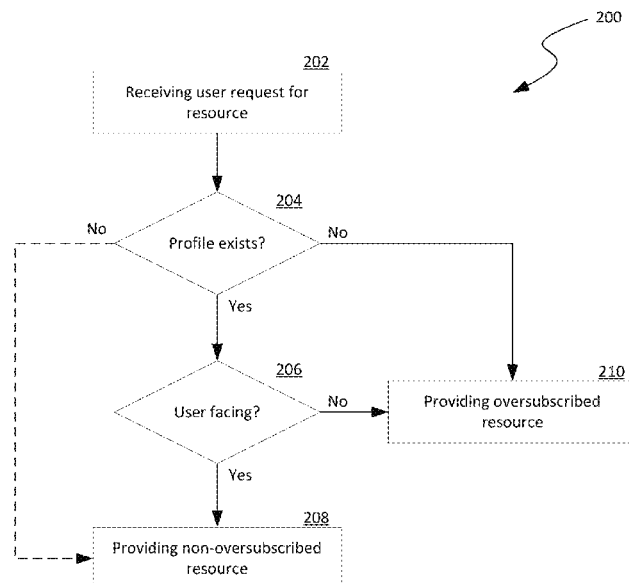 200
202
Receiving user request for
resource
204
No
Profile exists?
No
Yes
206
User facing?
No
210
Providing oversubscribed
resource
Yes
208
Providing non-oversubscribed
resource